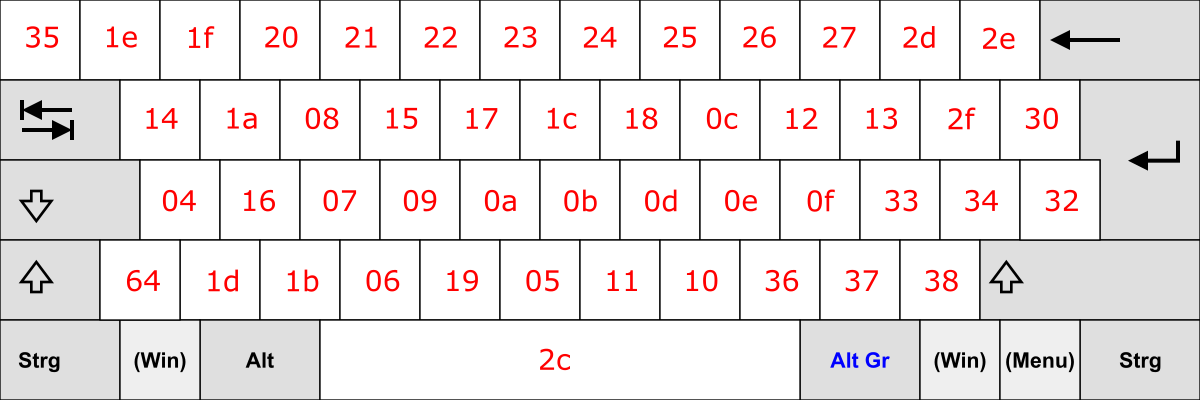 35 1e 1f 20 21 22 23 24 25 26 27 2d 2e
14 1a 08 15 17 1c 18 0c 12 13 2f 30
04 16 07 09 0a 0b 0d 0e 0f 33 34 32
64 1d 1b 06 19 05 11 10 36 37 38
Strg (Win) Alt 2c Alt Gr (Win) (Menu) Strg